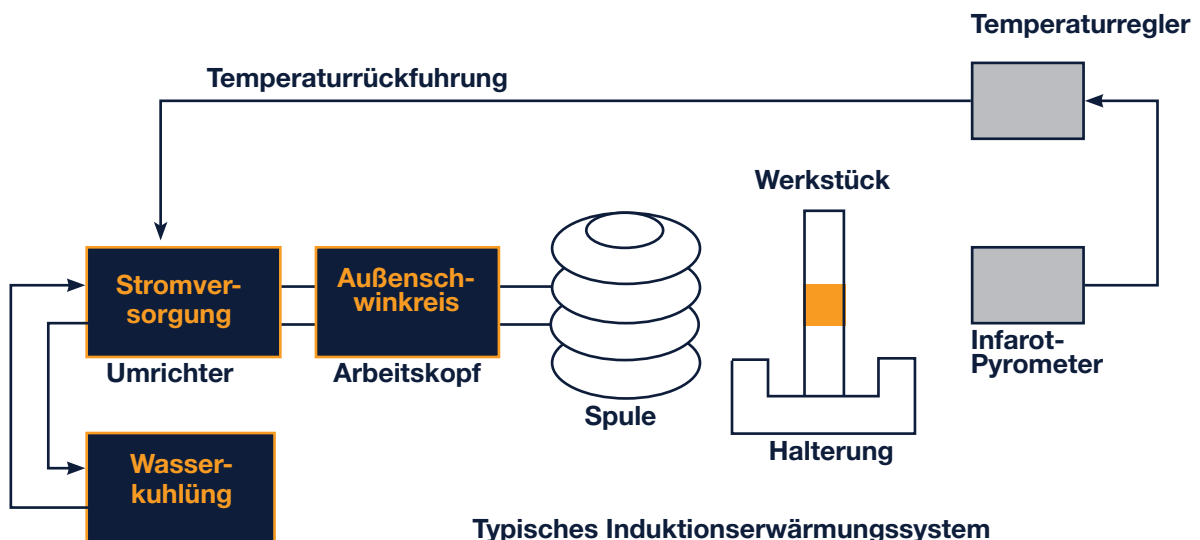 Temperaturregler
Temperaturrückfuhrung
Werkstück
Stromver-
sorgung
Außensch-
winkreis
Umrichter
Arbeitskopf
Infarot-
Pyrometer
Spule
Halterung
Wasser-
kuhlüng
Typisches Induktionserwärmungssystem